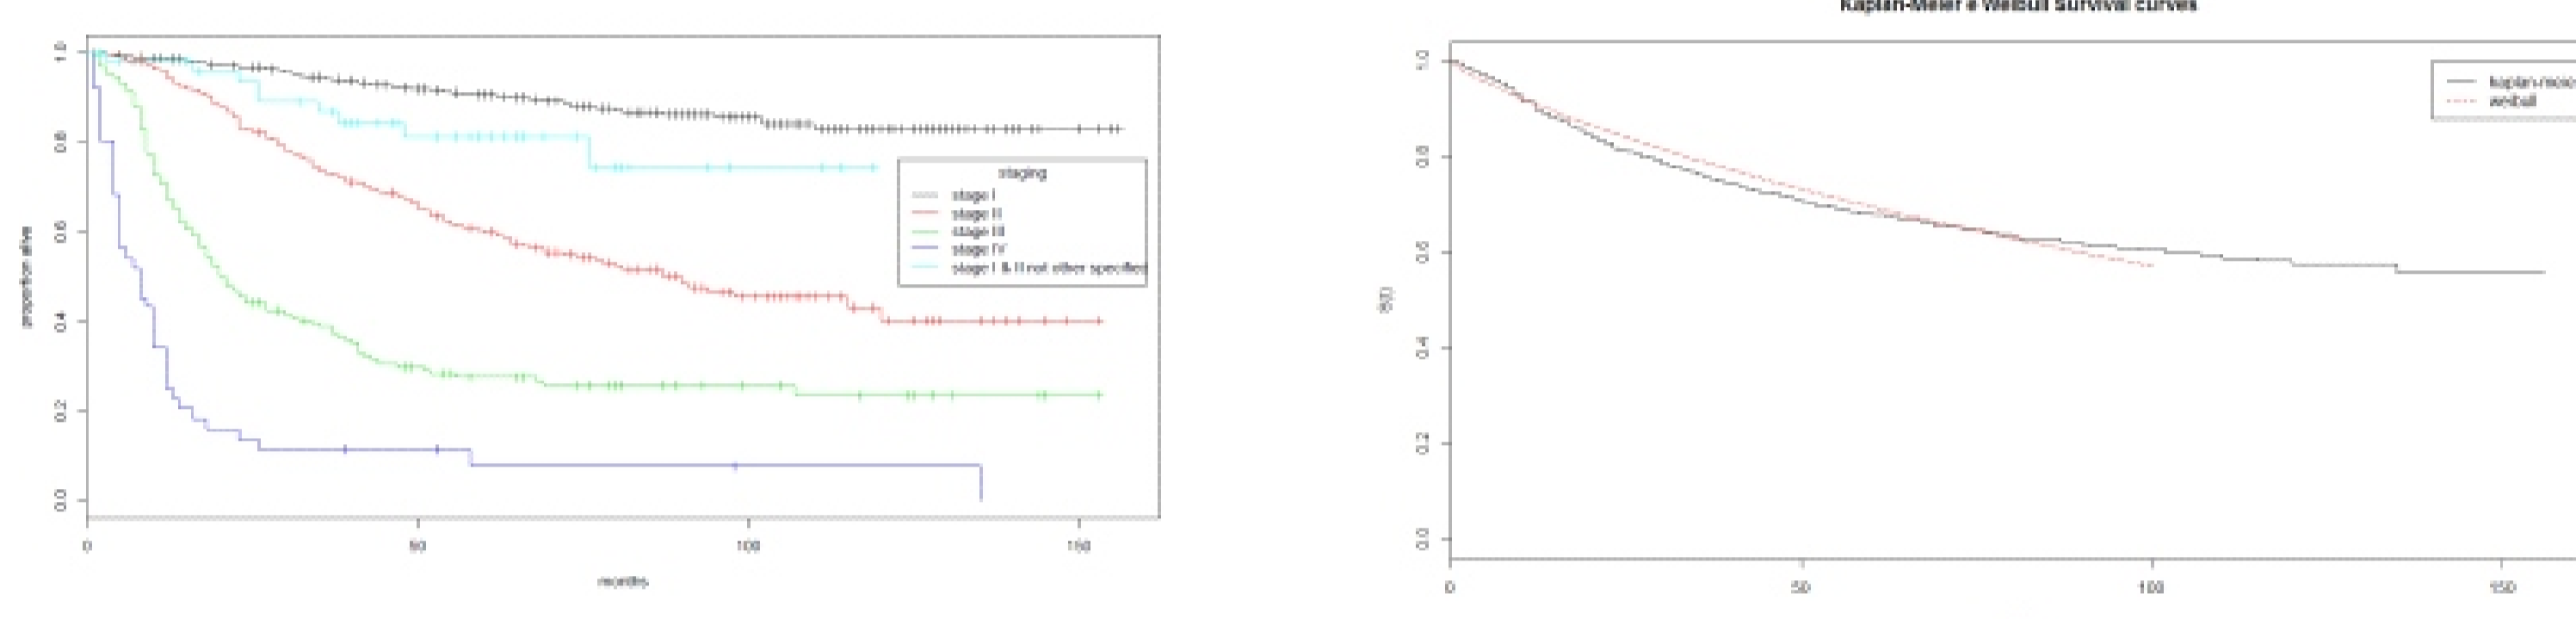 Kaplan-Meier e Weibull Survival curves
1.0
0.8
0.6
0.4
0.2
0.0
proportion alive
0
50
100
150
months
staging
stage I
stage II
stage III
stage IV
stage I & II not other specified
1.0
0.8
0.6
0.4
0.2
0.0
S(t)
0
50
100
150
kaplan-meier
weibull